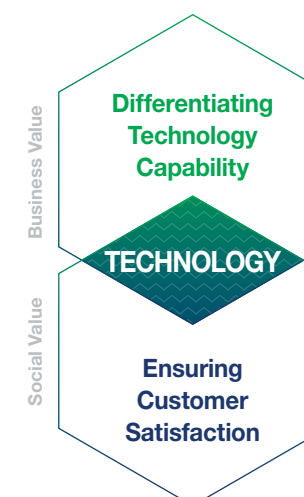 Business Value
Differentiating
Technology
Capability
TECHNOLOGY
Social Value
Ensuring
Customer
Satisfaction